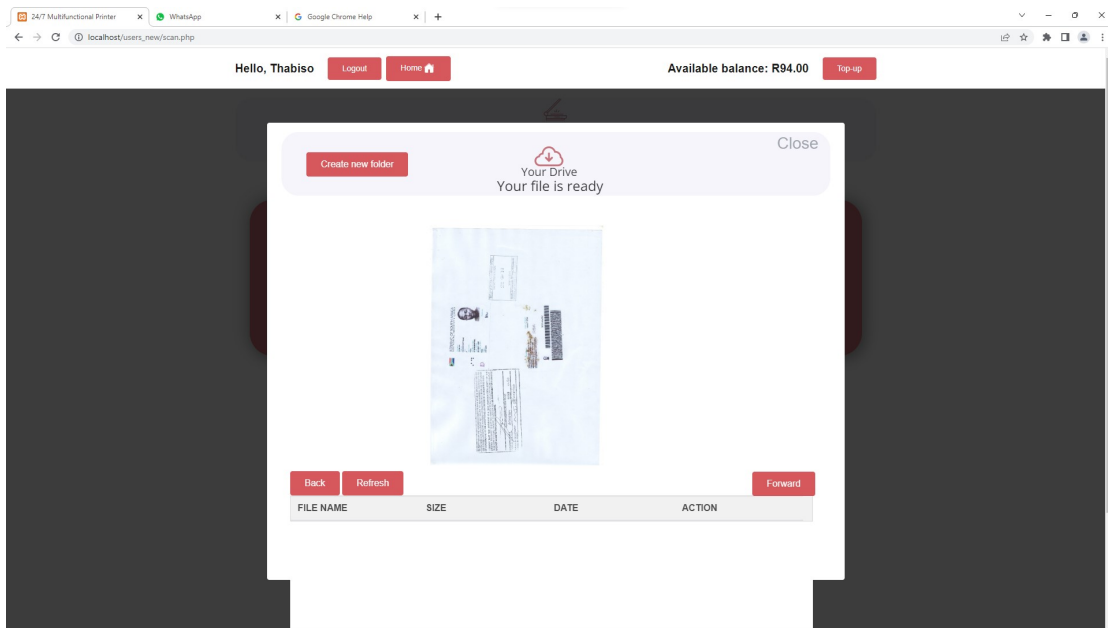 24/7 Multifunctional Printer
WhatsApp
Google Chrome Help
localhost/users_new/scan.php
Hello, Thabiso
Logout
Home
Available balance: R94.00
Top-up
Close
Create new folder
Your Drive
Your file is ready
Back
Refresh
Forward
FILE NAME SIZE DATE ACTION